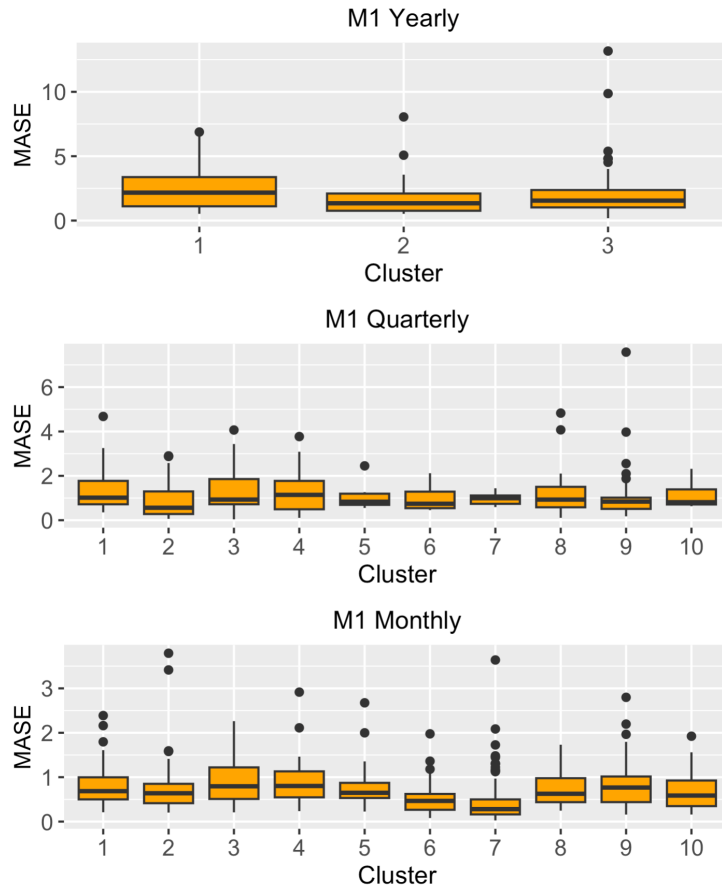 M1 Yearly
10
5
0
MASE
1 2 3
Cluster
M1 Quarterly
6
4
2
0
MASE
1 2 3 4 5 6 7 8 9 10
Cluster
M1 Monthly
3
2
1
0
MASE
1 2 3 4 5 6 7 8 9 10
Cluster